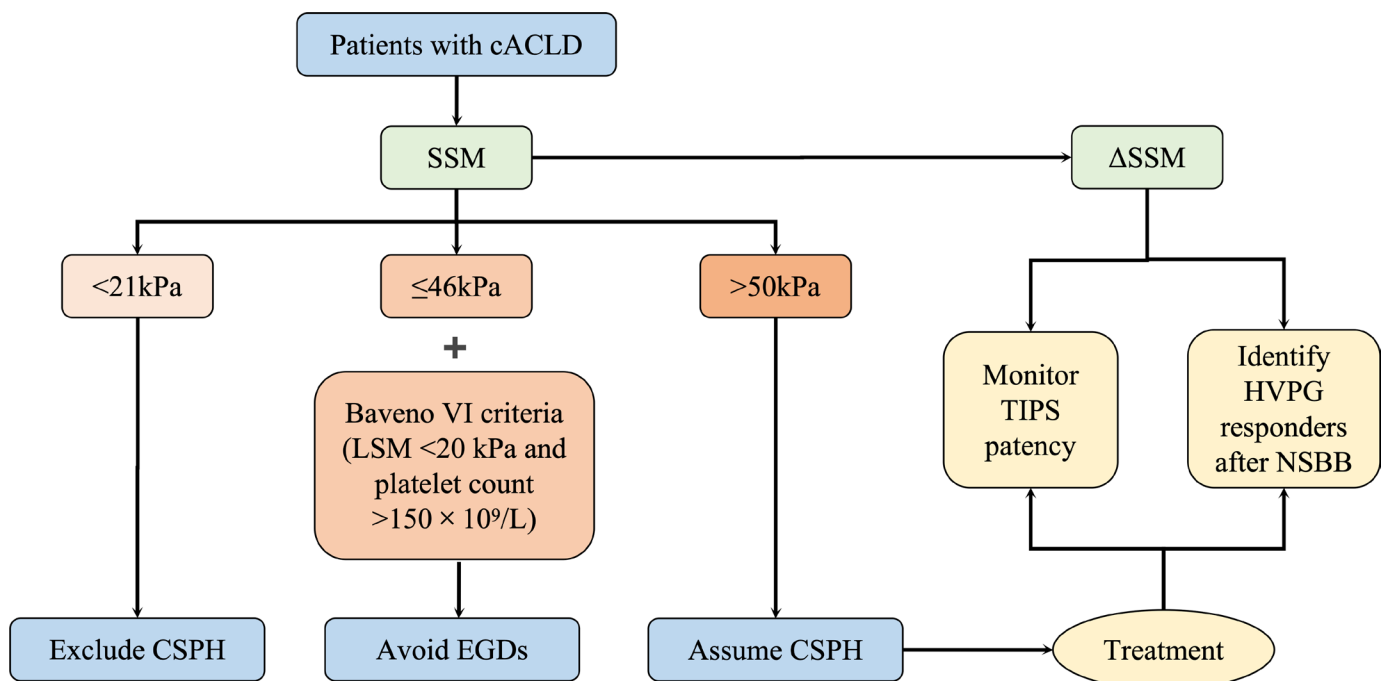 Patients with cACLD
SSM
ΔSSM
<21kPa
≤46kPa
>50kPa
+
Baveno VI criteria
(LSM <20 kPa and
platelet count
>150 × 10⁹/L)
Monitor
TIPS
patency
Identify
HVPG
responders
after NSBB
Exclude CSPH
Avoid EGDs
Assume CSPH
Treatment